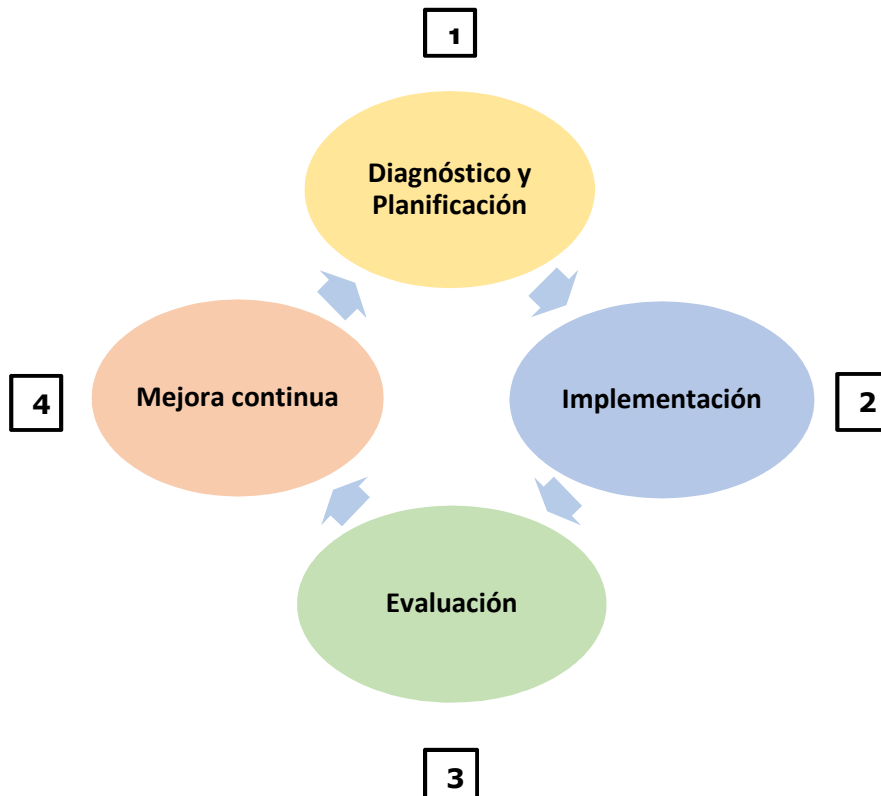 1
Diagnóstico y
Planificación
Mejora continua
Implementación
4
2
Evaluación
3